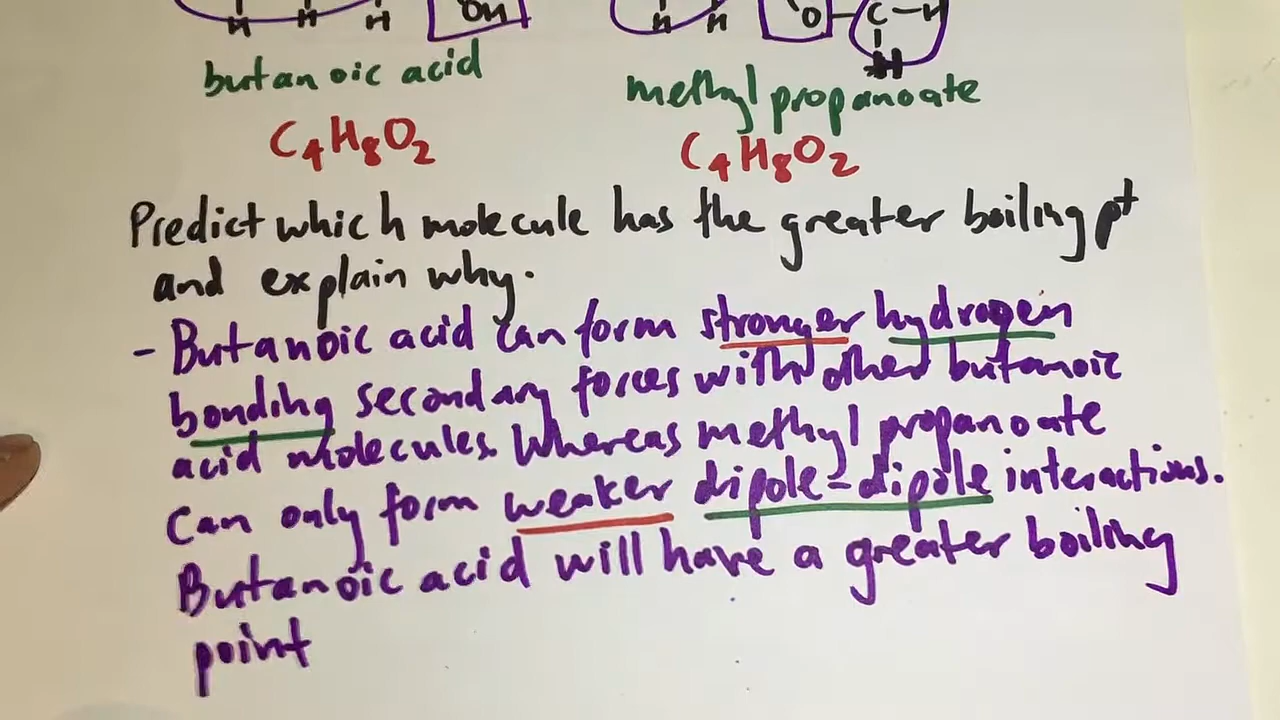 H H H OH H H O-C-H
H
butanoic acid methyl propanoate
C4H8O2 C4H8O2
Predict which molecule has the greater boiling pt
and explain why.
- Butanoic acid can form stronger hydrogen
bonding secondary forces with other butanoic
acid molecules. Whereas methyl propanoate
can only form weaker dipole-dipole interactions.
Butanoic acid will have a greater boiling
point